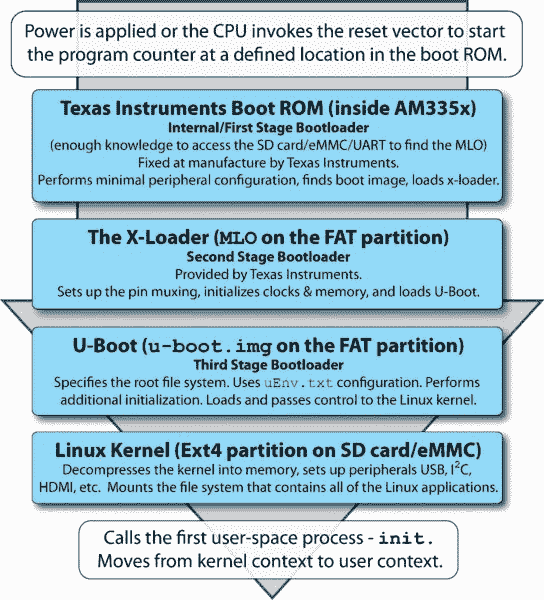 Power is applied or the CPU invokes the reset vector to start
the program counter at a defined location in the boot ROM.
Texas Instruments Boot ROM (inside AM335x)
Internal/First Stage Bootloader
(enough knowledge to access the SD card/eMMC/UART to find the MLO)
Fixed at manufacture by Texas Instruments.
Performs minimal peripheral configuration, finds boot image, loads x-loader.
The X-Loader (MLO on the FAT partition)
Second Stage Bootloader
Provided by Texas Instruments.
Sets up the pin muxing, initializes clocks & memory, and loads U-Boot.
U-Boot (u-boot.img on the FAT partition)
Third Stage Bootloader
Specifies the root file system. Uses uEnv.txt configuration. Performs
additional initialization. Loads and passes control to the Linux kernel.
Linux Kernel (Ext4 partition on SD card/eMMC)
Decompresses the kernel into memory, sets up peripherals USB, I²C,
HDMI, etc. Mounts the file system that contains all of the Linux applications.
Calls the first user-space process - init.
Moves from kernel context to user context.